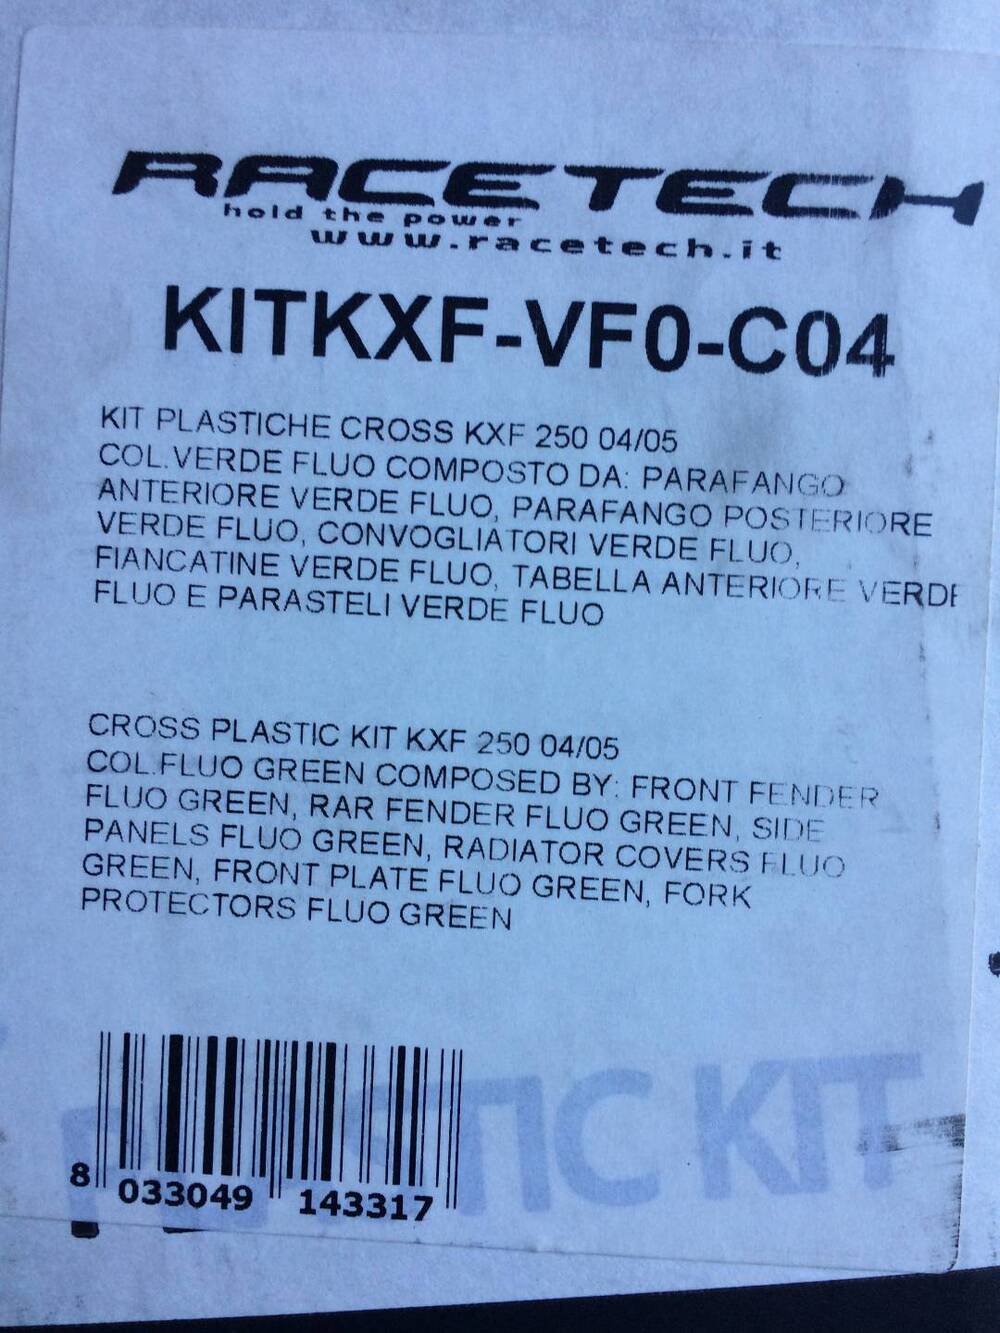 RACETECH
hold the power
www.racetech.it
KITKXF-VF0-C04
KIT PLASTICHE CROSS KXF 250 04/05
COL.VERDE FLUO COMPOSTO DA: PARAFANGO
ANTERIORE VERDE FLUO, PARAFANGO POSTERIORE
VERDE FLUO, CONVOGLIATORI VERDE FLUO,
FIANCATINE VERDE FLUO, TABELLA ANTERIORE VERDE
FLUO E PARASTELI VERDE FLUO
CROSS PLASTIC KIT KXF 250 04/05
COL.FLUO GREEN COMPOSED BY: FRONT FENDER
FLUO GREEN, RAR FENDER FLUO GREEN, SIDE
PANELS FLUO GREEN, RADIATOR COVERS FLUO
GREEN, FRONT PLATE FLUO GREEN, FORK
PROTECTORS FLUO GREEN
PLASTIC KIT
8 033049 143317